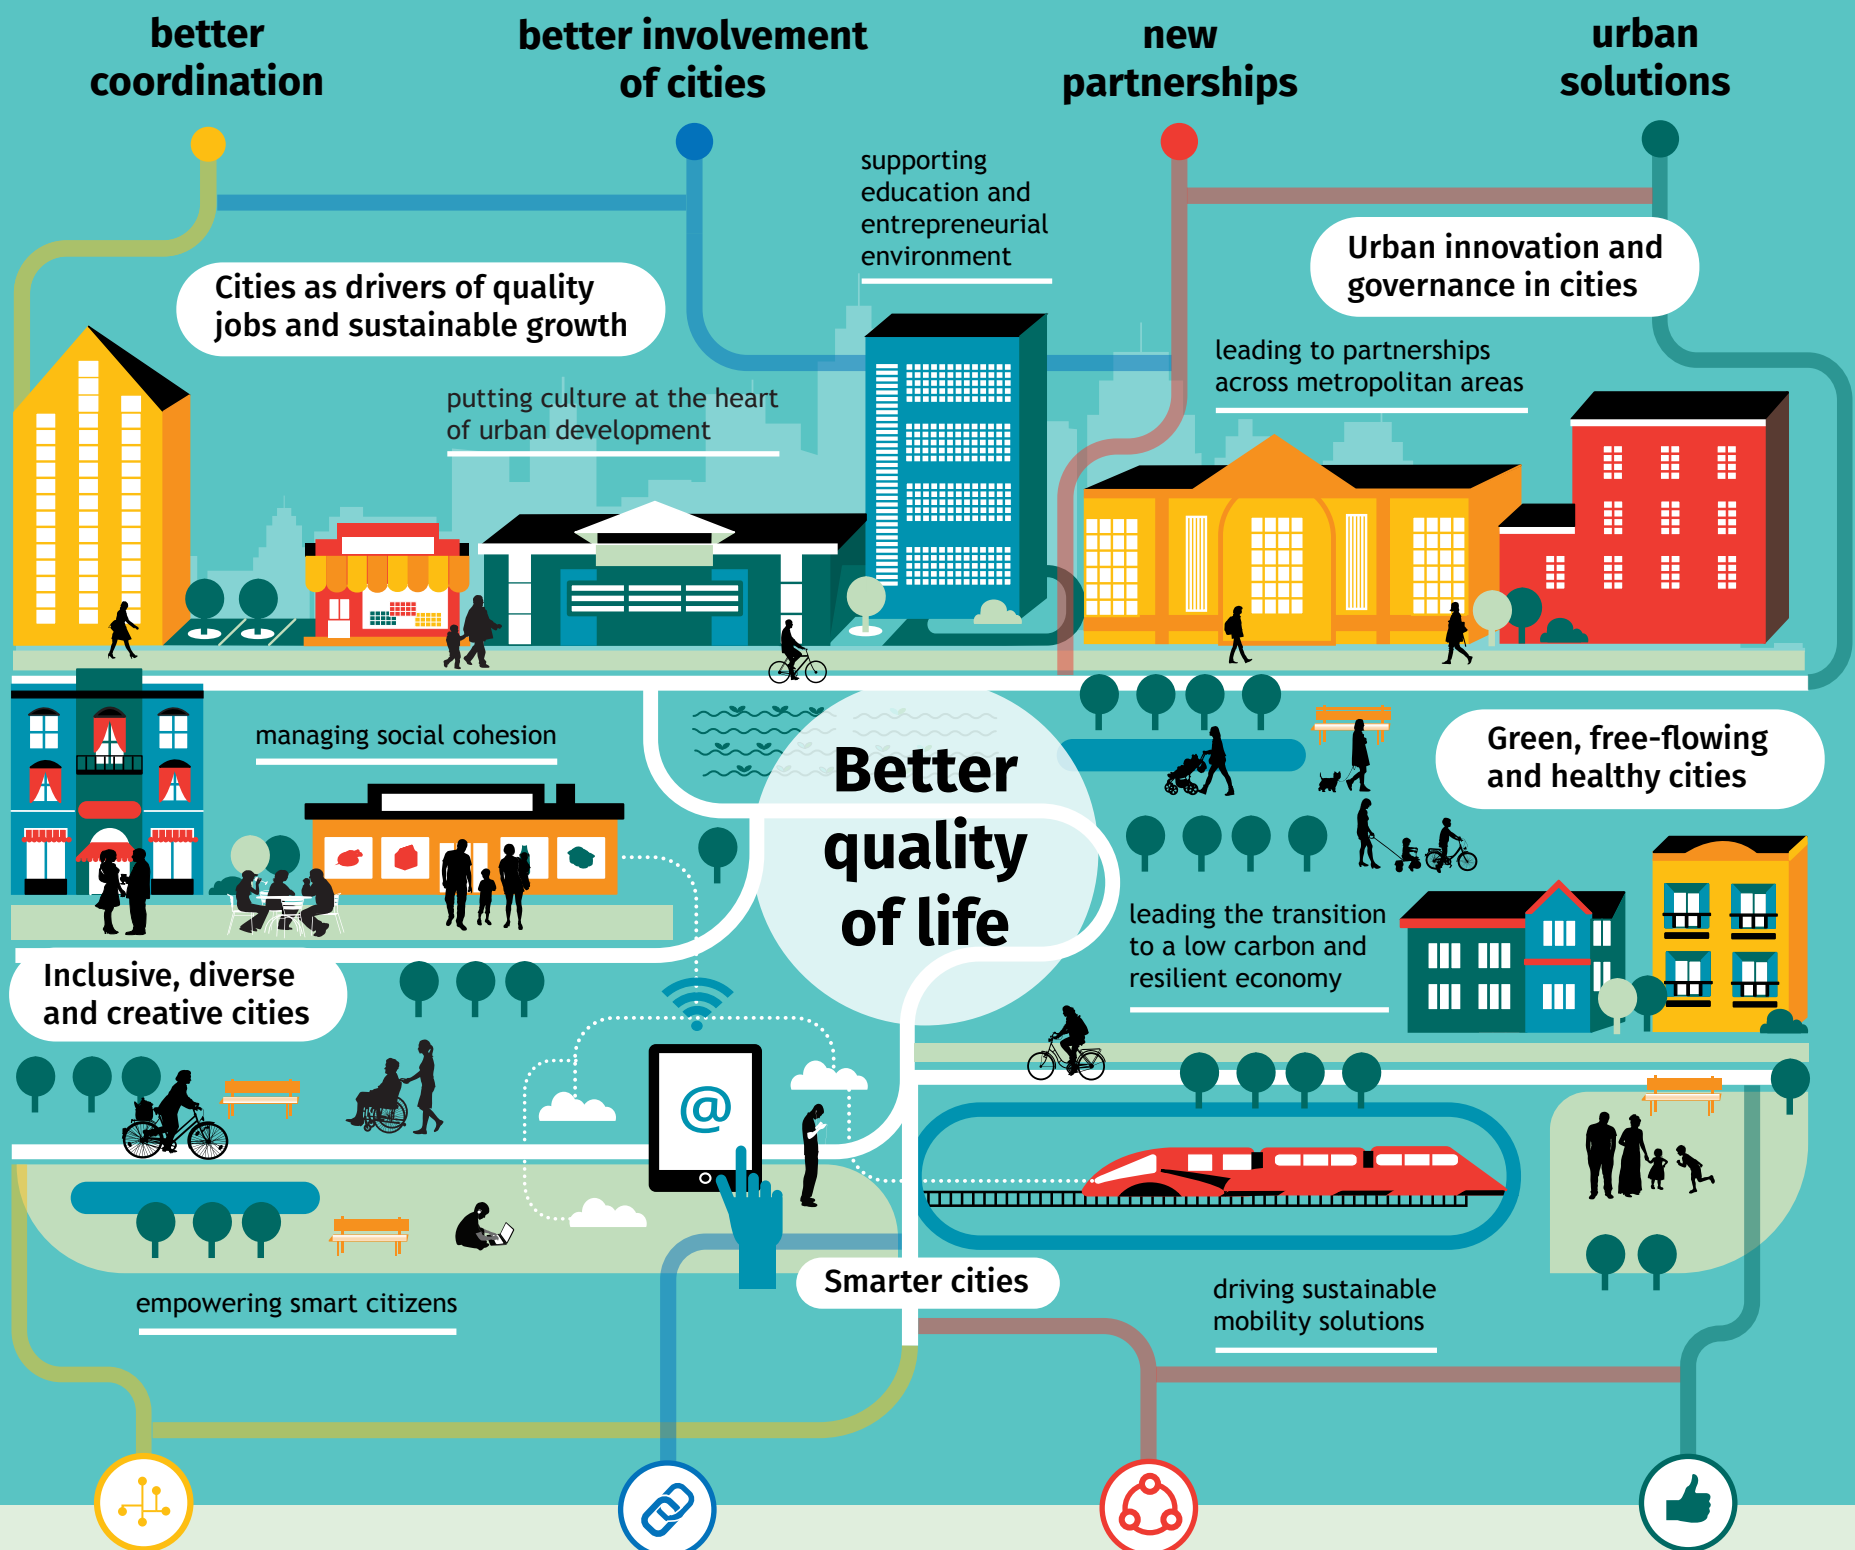 better
coordination
better involvement
of cities
new
partnerships
urban
solutions
supporting
education and
entrepreneurial
environment
Urban innovation and
governance in cities
Cities as drivers of quality
jobs and sustainable growth
leading to partnerships
across metropolitan areas
putting culture at the heart
of urban development
managing social cohesion
Better
quality
of life
Green, free-flowing
and healthy cities
leading the transition
to a low carbon and
resilient economy
Inclusive, diverse
and creative cities
@
Smarter cities
empowering smart citizens
driving sustainable
mobility solutions